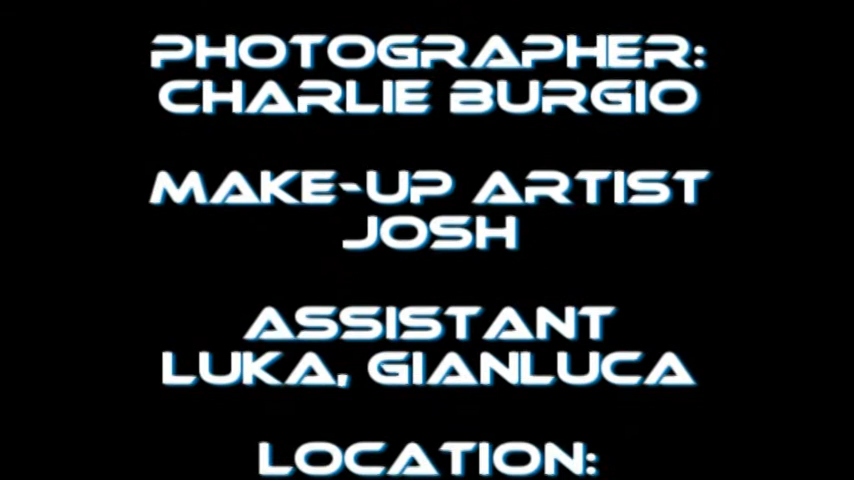 PHOTOGRAPHER:
CHARLIE BURGIO
MAKE-UP ARTIST
JOSH
ASSISTANT
LUKA, GIANLUCA
LOCATION: